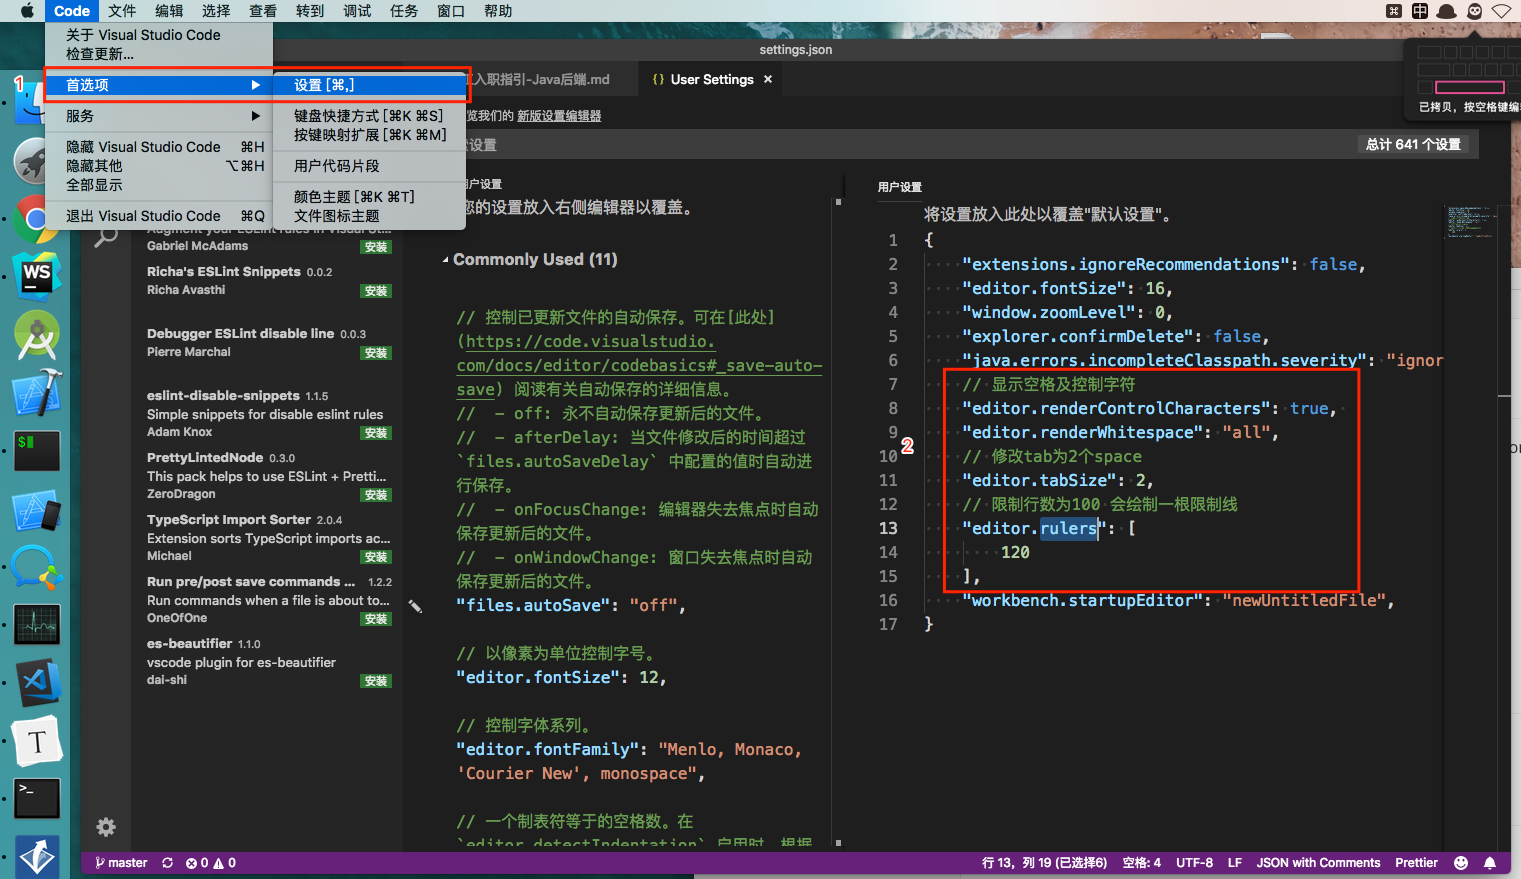 Code 文件 编辑 选择 查看 转到 调试 任务 窗口 帮助
中
关于 Visual Studio Code
检查更新...
1
首选项
设置 [⌘,]
服务
键盘快捷方式 [⌘K ⌘S]
按键映射扩展 [⌘K ⌘M]
隐藏 Visual Studio Code ⌘H
隐藏其他 ⌥⌘H
全部显示
用户代码片段
颜色主题 [⌘K ⌘T]
文件图标主题
退出 Visual Studio Code ⌘Q
settings.json
入职指引-Java后端.md
{} User Settings ×
已拷贝，按空格键编
览我们的 新版设置编辑器
设置
总计 641 个设置
户设置
您的设置放入右侧编辑器以覆盖。
Gabriel McAdams
安装
Richa's ESLint Snippets 0.0.2
Richa Avasthi
安装
Debugger ESLint disable line 0.0.3
Pierre Marchal
安装
eslint-disable-snippets 1.1.5
Simple snippets for disable eslint rules
Adam Knox
安装
PrettyLintedNode 0.3.0
This pack helps to use ESLint + Pretti...
ZeroDragon
安装
TypeScript Import Sorter 2.0.4
Extension sorts TypeScript imports ac...
Michael
安装
Run pre/post save commands ... 1.2.2
Run commands when a file is about to...
OneOfOne
安装
es-beautifier 1.1.0
vscode plugin for es-beautifier
dai-shi
安装
Commonly Used (11)
// 控制已更新文件的自动保存。可在[此处]
(https://code.visualstudio.
com/docs/editor/codebasics#_save-auto-
save) 阅读有关自动保存的详细信息。
// - off: 永不自动保存更新后的文件。
// - afterDelay: 当文件修改后的时间超过
`files.autoSaveDelay` 中配置的值时自动进
行保存。
// - onFocusChange: 编辑器失去焦点时自动
保存更新后的文件。
// - onWindowChange: 窗口失去焦点时自动
保存更新后的文件。
"files.autoSave": "off",
// 以像素为单位控制字号。
"editor.fontSize": 12,
// 控制字体系列。
"editor.fontFamily": "Menlo, Monaco,
'Courier New', monospace",
// 一个制表符等于的空格数。在
`editor.detectIndentation` 启用时，根据
用户设置
将设置放入此处以覆盖"默认设置"。
1 {
2 "extensions.ignoreRecommendations": false,
3 "editor.fontSize": 16,
4 "window.zoomLevel": 0,
5 "explorer.confirmDelete": false,
6 "java.errors.incompleteClasspath.severity": "ignor
7 // 显示空格及控制字符
8 "editor.renderControlCharacters": true,
9 "editor.renderWhitespace": "all",
2
10 // 修改tab为2个space
11 "editor.tabSize": 2,
12 // 限制行数为100 会绘制一根限制线
13 "editor.rulers": [
14 120
15 ],
16 "workbench.startupEditor": "newUntitledFile",
17 }
WS
$
T
>_
master 0 0
行 13，列 19 (已选择6) 空格: 4 UTF-8 LF JSON with Comments Prettier